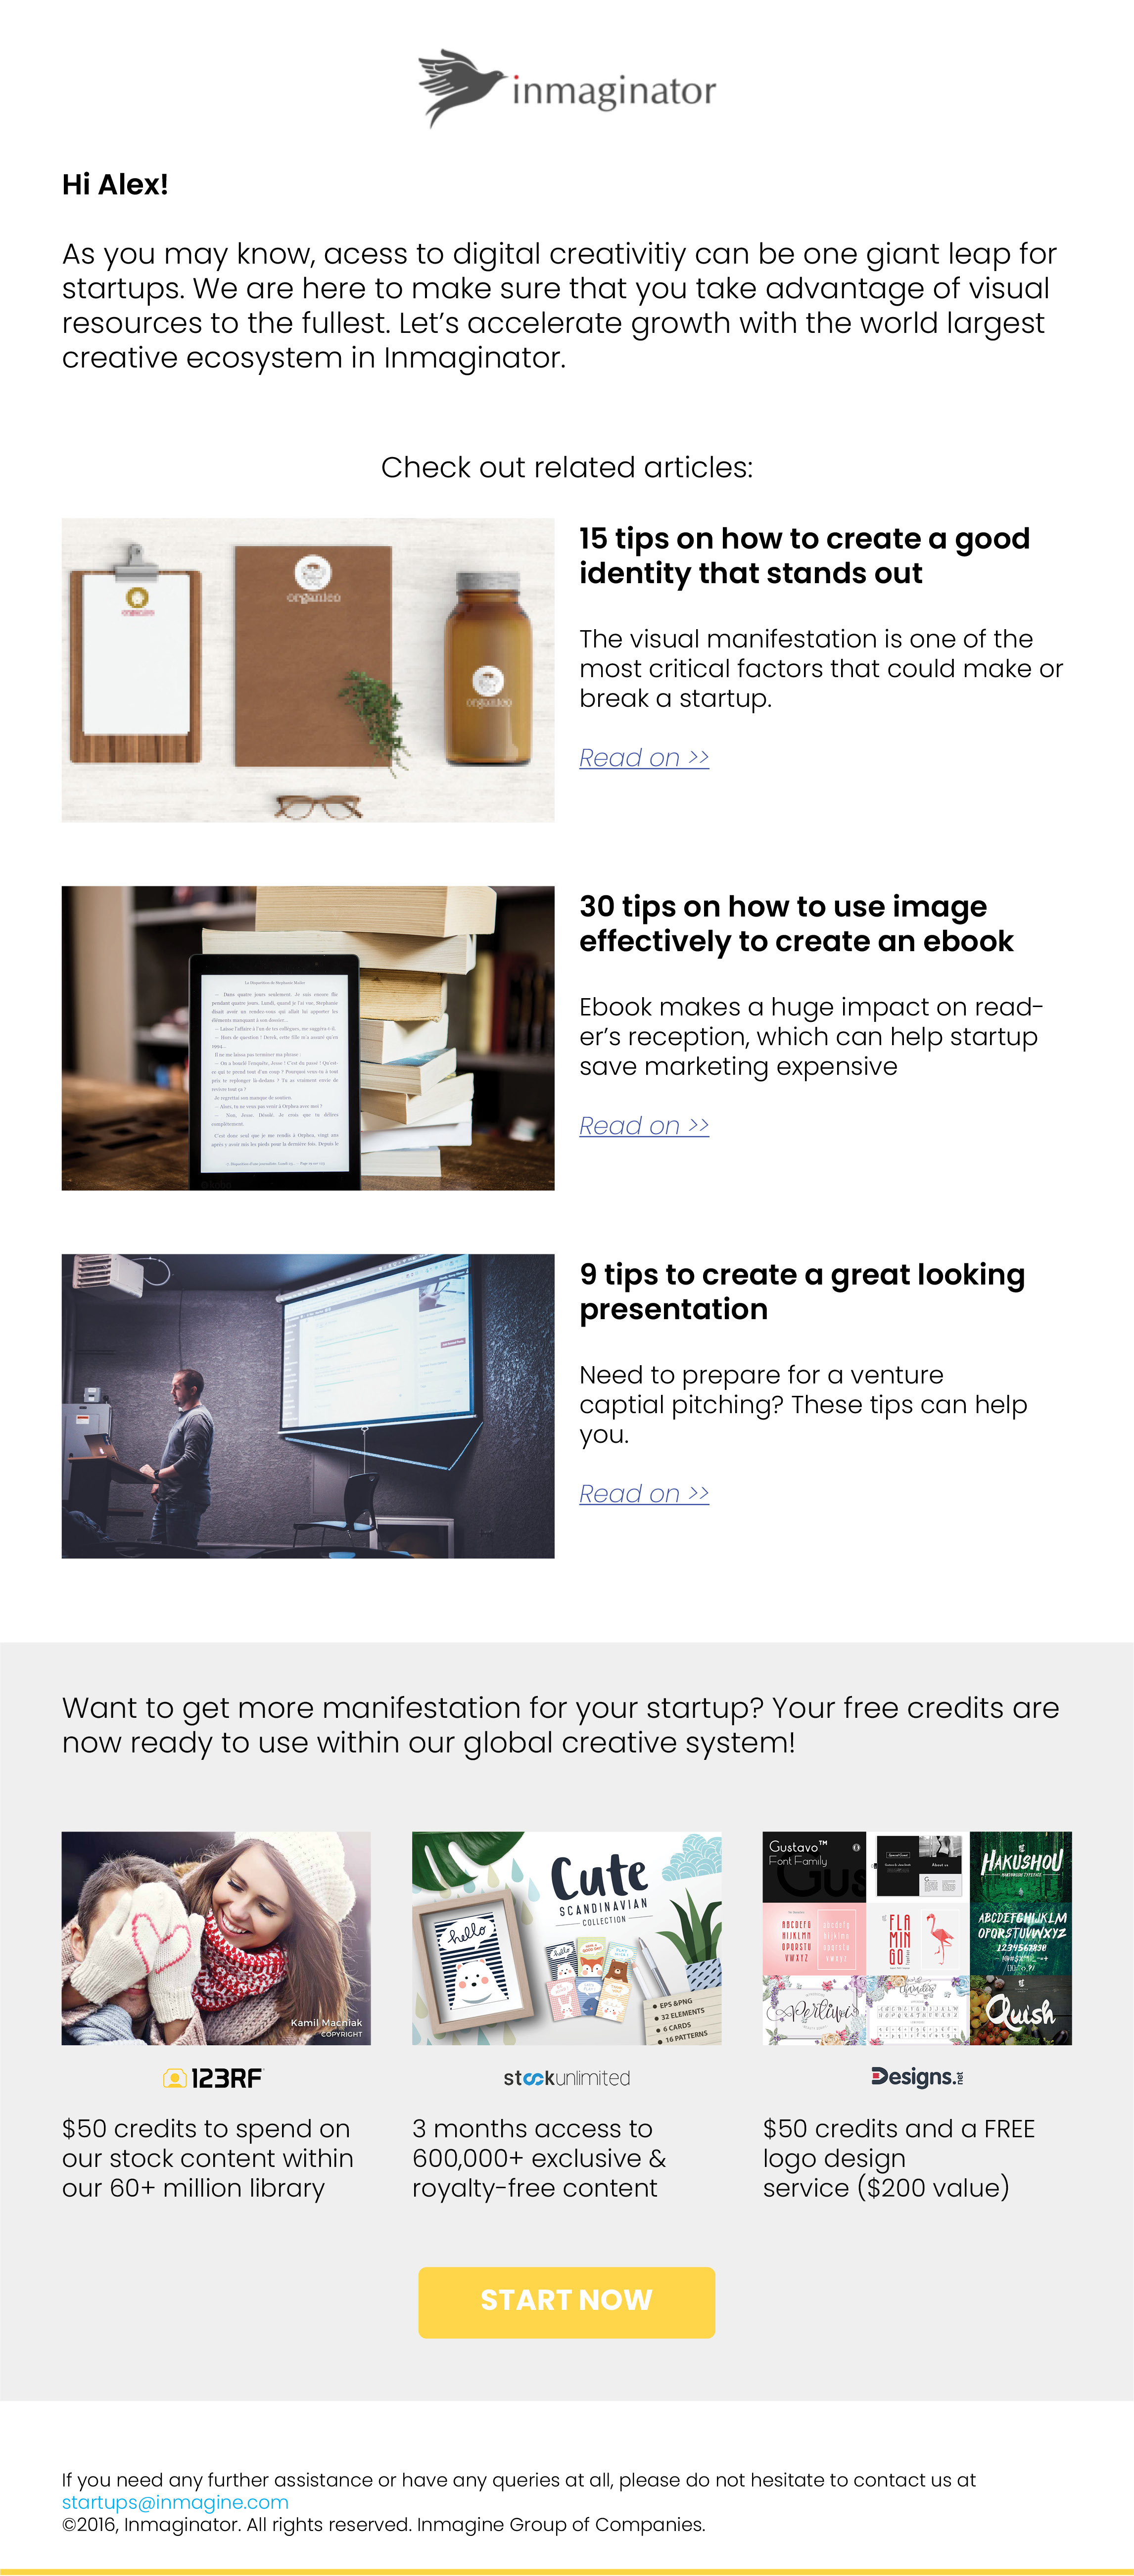 inmaginator
Hi Alex!
As you may know, acess to digital creativitiy can be one giant leap for
startups. We are here to make sure that you take advantage of visual
resources to the fullest. Let’s accelerate growth with the world largest
creative ecosystem in Inmaginator.
Check out related articles:
organico
organico
15 tips on how to create a good
identity that stands out
The visual manifestation is one of the
most critical factors that could make or
break a startup.
Read on >>
30 tips on how to use image
effectively to create an ebook
Ebook makes a huge impact on read-
er’s reception, which can help startup
save marketing expensive
Read on >>
9 tips to create a great looking
presentation
Need to prepare for a venture
captial pitching? These tips can help
you.
Read on >>
Want to get more manifestation for your startup? Your free credits are
now ready to use within our global creative system!
Kamil Macniak
COPYRIGHT
Cute
SCANDINAVIAN
COLLECTION
hello
EPS &PNG
32 ELEMENTS
6 CARDS
16 PATTERNS
Gustavo™
Font Family
Gus
About us
HAKUSHOU
ABCDEFGHIJKLM
OPQRSTUVWXYZ
1234567890
ABCDEFG
HIJKLMN
OPQRSTU
VWXYZ
FLA
MIN
GO
Aperitivi
Quish
123RF
stockunlimited
Designs.net
$50 credits to spend on
our stock content within
our 60+ million library
3 months access to
600,000+ exclusive &
royalty-free content
$50 credits and a FREE
logo design
service ($200 value)
START NOW
If you need any further assistance or have any queries at all, please do not hesitate to contact us at
startups@inmagine.com
©2016, Inmaginator. All rights reserved. Inmagine Group of Companies.